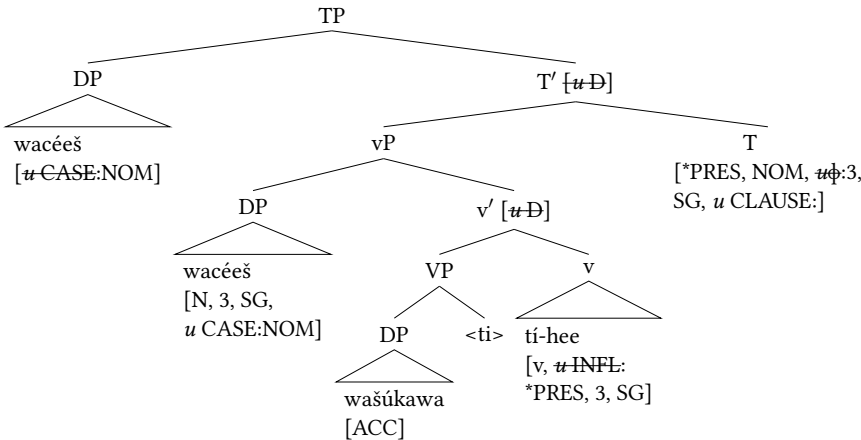 TP
DP
T′ [u D]
wacéeš
[u CASE:NOM]
vP
T
[*PRES, NOM, uϕ:3,
SG, u CLAUSE:]
DP
v′ [u D]
wacéeš
[N, 3, SG,
u CASE:NOM]
VP
v
DP
<ti>
tí-hee
[v, u INFL:
*PRES, 3, SG]
wašúkawa
[ACC]